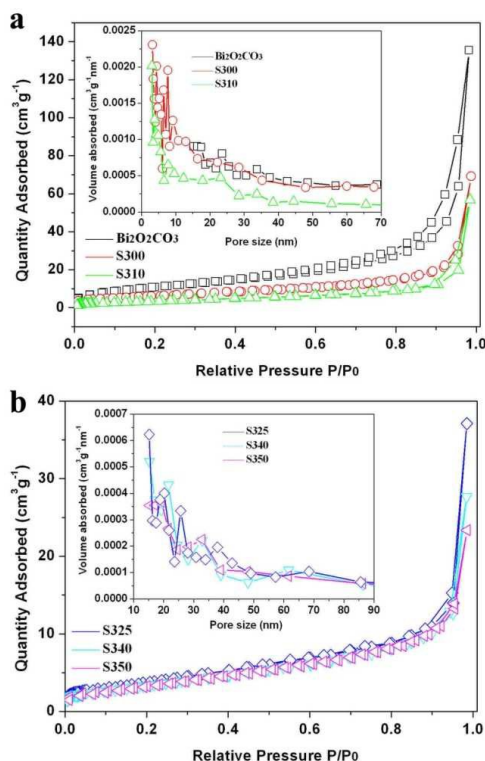 a
140
120
100
80
60
40
20
0
Quantity Adsorbed (cm³g⁻¹)
0.0025
0.0020
0.0015
0.0010
0.0005
0.0000
Volume absorbed (cm³g⁻¹nm⁻¹)
Bi₂O₂CO₃
S300
S310
0 10 20 30 40 50 60 70
Pore size (nm)
Bi₂O₂CO₃
S300
S310
0.0 0.2 0.4 0.6 0.8 1.0
Relative Pressure P/P₀
b
40
30
20
10
0
Quantity Adsorbed (cm³g⁻¹)
0.0007
0.0006
0.0005
0.0004
0.0003
0.0002
0.0001
0.0000
Volume absorbed (cm³g⁻¹nm⁻¹)
S325
S340
S350
10 20 30 40 50 60 70 80 90
Pore size (nm)
S325
S340
S350
0.0 0.2 0.4 0.6 0.8 1.0
Relative Pressure P/P₀